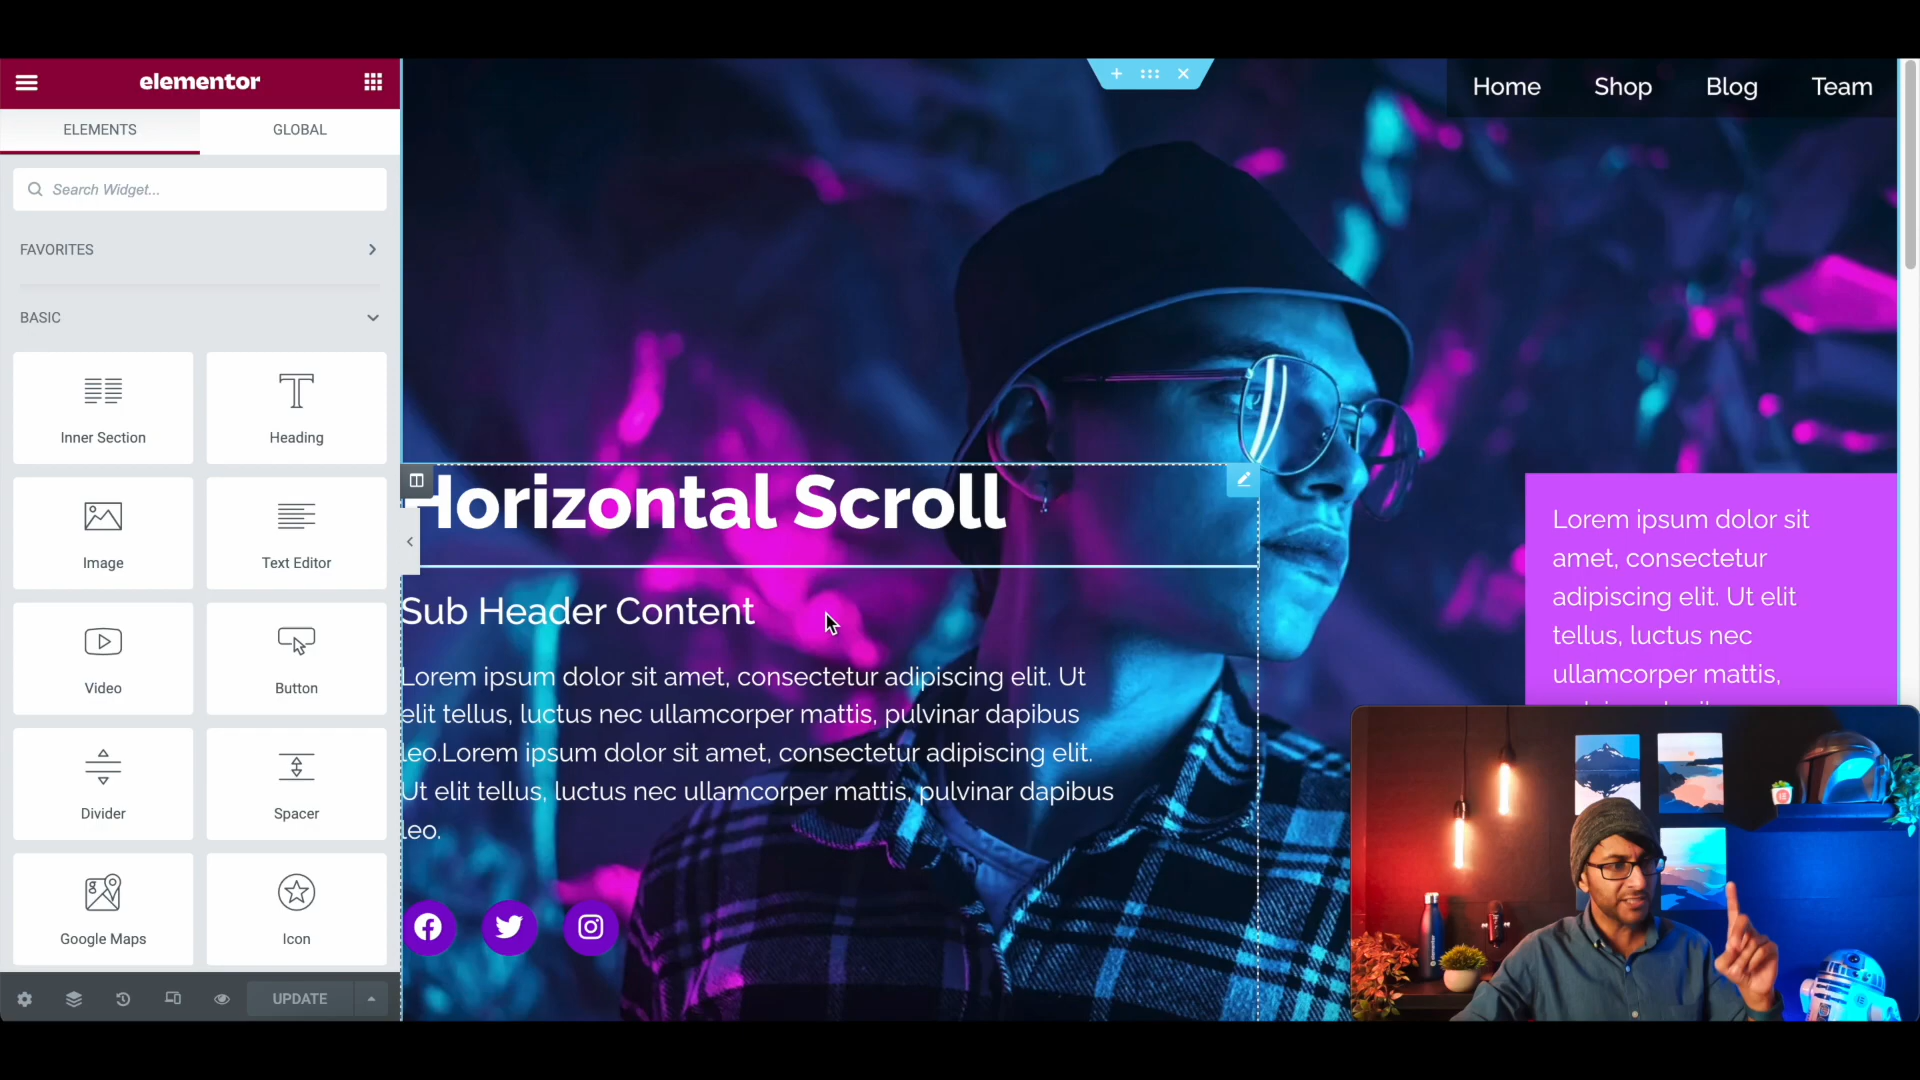 elementor
ELEMENTS
GLOBAL
Search Widget...
FAVORITES
BASIC
Inner Section
Heading
Image
Text Editor
Video
Button
Divider
Spacer
Google Maps
Icon
UPDATE
Home
Shop
Blog
Team
Horizontal Scroll
Sub Header Content
Lorem ipsum dolor sit amet, consectetur adipiscing elit. Ut
elit tellus, luctus nec ullamcorper mattis, pulvinar dapibus
leo.Lorem ipsum dolor sit amet, consectetur adipiscing elit.
Ut elit tellus, luctus nec ullamcorper mattis, pulvinar dapibus
leo.
Lorem ipsum dolor sit
amet, consectetur
adipiscing elit. Ut elit
tellus, luctus nec
ullamcorper mattis,